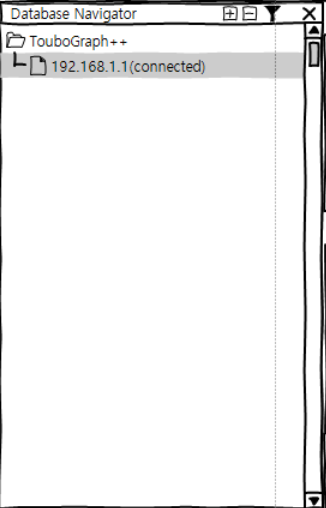 Database Navigator
TouboGraph++
192.168.1.1(connected)